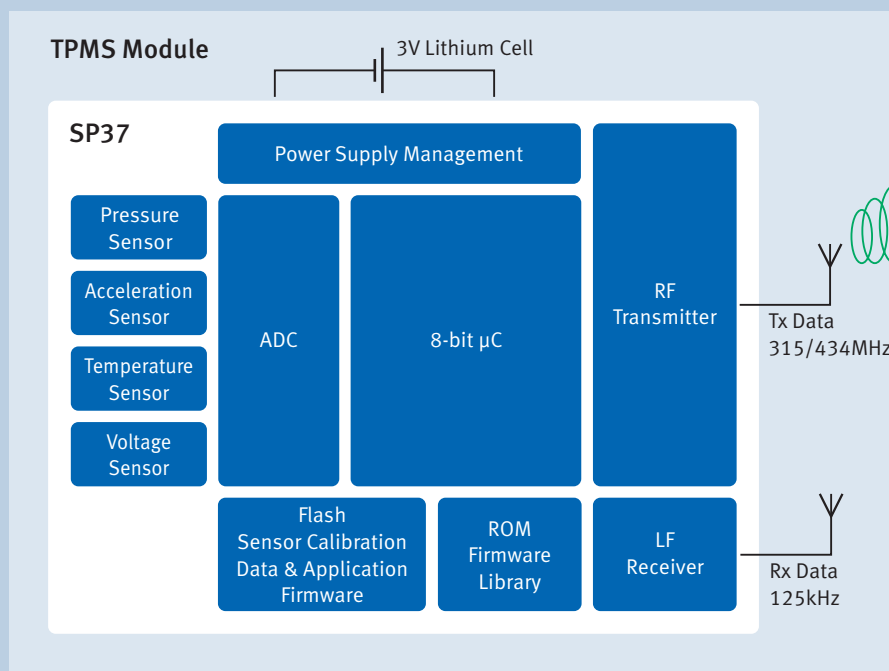 TPMS Module
3V Lithium Cell
SP37
Power Supply Management
Pressure
Sensor
Acceleration
Sensor
Temperature
Sensor
Voltage
Sensor
ADC
8-bit µC
RF
Transmitter
Tx Data
315/434MHz
Flash
Sensor Calibration
Data & Application
Firmware
ROM
Firmware
Library
LF
Receiver
Rx Data
125kHz